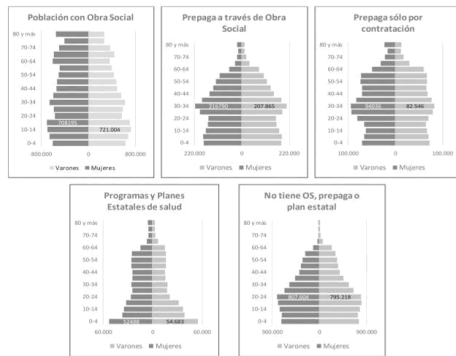 Población con Obra Social
80 y más
70-74
60-64
50-54
40-44
30-34
20-24
10-14
0-4
721.004
800.000 0 800.000
Varones Mujeres
Prepaga a través de Obra
Social
80 y más
70-74
60-64
50-54
40-44
30-34
20-24
10-14
0-4
207.865
220.000 0 220.000
Varones Mujeres
Prepaga sólo por
contratación
80 y más
70-74
60-64
50-54
40-44
30-34
20-24
10-14
0-4
82.546
100.000 0 100.000
Varones Mujeres
Programas y Planes
Estatales de salud
80 y más
70-74
60-64
50-54
40-44
30-34
20-24
10-14
0-4
54.683
60.000 0 60.000
Varones Mujeres
No tiene OS, prepaga o
plan estatal
80 y más
70-74
60-64
50-54
40-44
30-34
20-24
10-14
0-4
799.218
900.000 0 900.000
Varones Mujeres